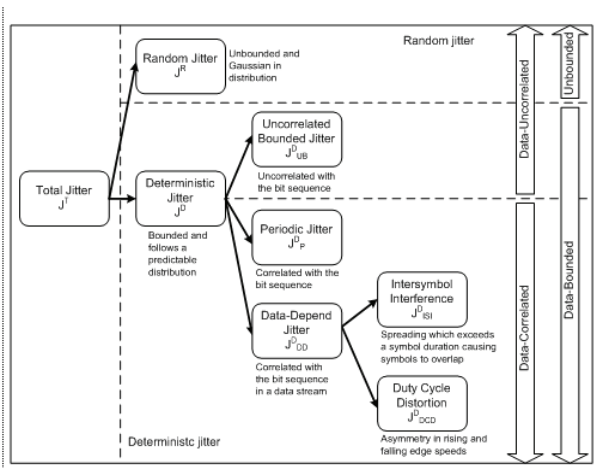 Random jitter
Random Jitter
J^R
Unbounded and
Gaussian in
distribution
Uncorrelated
Bounded Jitter
J^D_UB
Uncorrelated with
the bit sequence
Total Jitter
J^T
Deterministic
Jitter
J^D
Bounded and
follows a
predictable
distribution
Periodic Jitter
J^D_P
Correlated with the
bit sequence
Data-Depend
Jitter
J^D_DD
Correlated with
the bit sequence
in a data stream
Intersymbol
Interference
J^D_ISI
Spreading which exceeds
a symbol duration causing
symbols to overlap
Duty Cycle
Distortion
J^D_DCD
Asymmetry in rising and
falling edge speeds
Deterministc jitter
Data-Uncorrelated
Data-Correlated
Unbounded
Data-Bounded